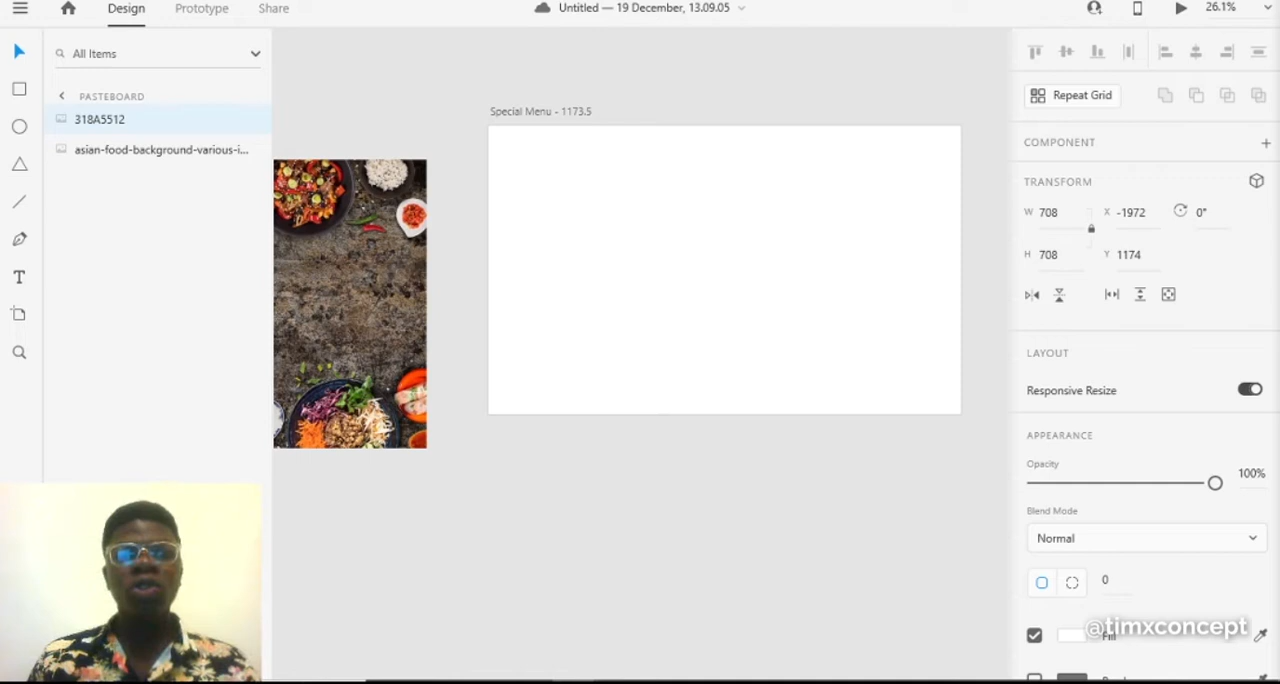 Design Prototype Share Untitled — 19 December, 13.09.05 26.1%
All Items
PASTEBOARD
318A5512
asian-food-background-various-i...
Special Menu - 1173.5
Repeat Grid
COMPONENT
TRANSFORM
W 708 X -1972 0°
H 708 Y 1174
LAYOUT
Responsive Resize
APPEARANCE
Opacity
100%
Blend Mode
Normal
0
Fill
@timxconcept